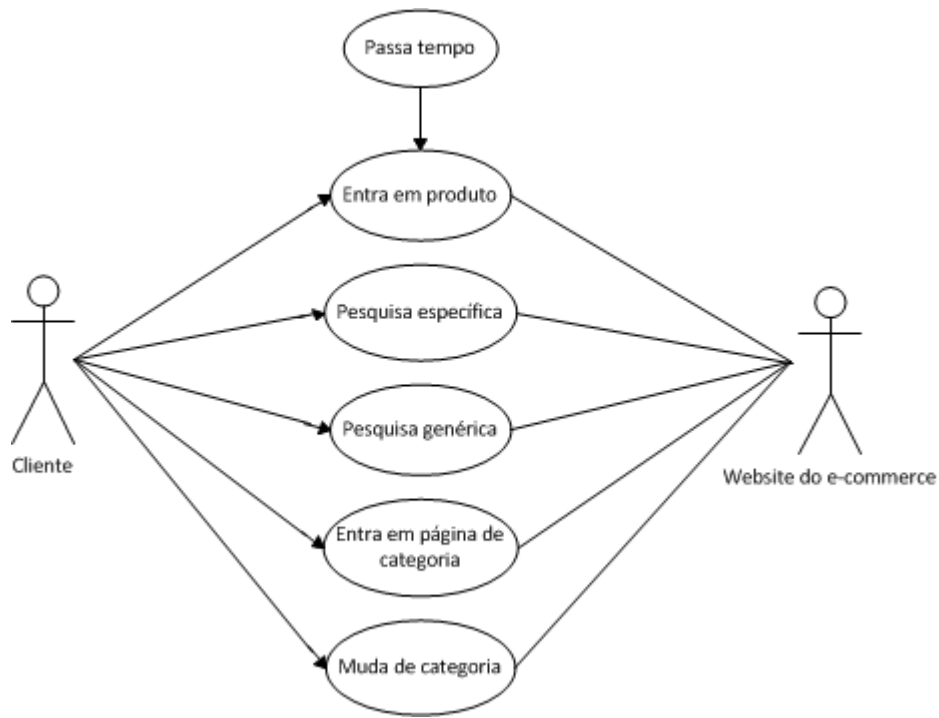 Passa tempo
Entra em produto
Pesquisa específica
Pesquisa genérica
Cliente
Website do e-commerce
Entra em página de
categoria
Muda de categoria